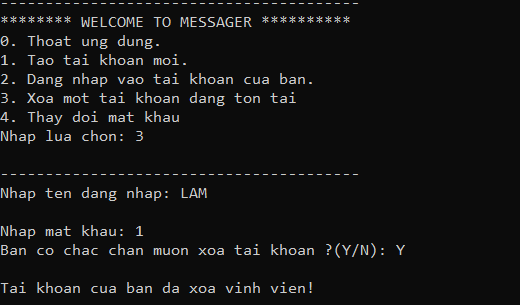 ----------------------------------------
******** WELCOME TO MESSAGER **********
0. Thoat ung dung.
1. Tao tai khoan moi.
2. Dang nhap vao tai khoan cua ban.
3. Xoa mot tai khoan dang ton tai
4. Thay doi mat khau
Nhap lua chon: 3
----------------------------------------
Nhap ten dang nhap: LAM
Nhap mat khau: 1
Ban co chac chan muon xoa tai khoan ?(Y/N): Y
Tai khoan cua ban da xoa vinh vien!